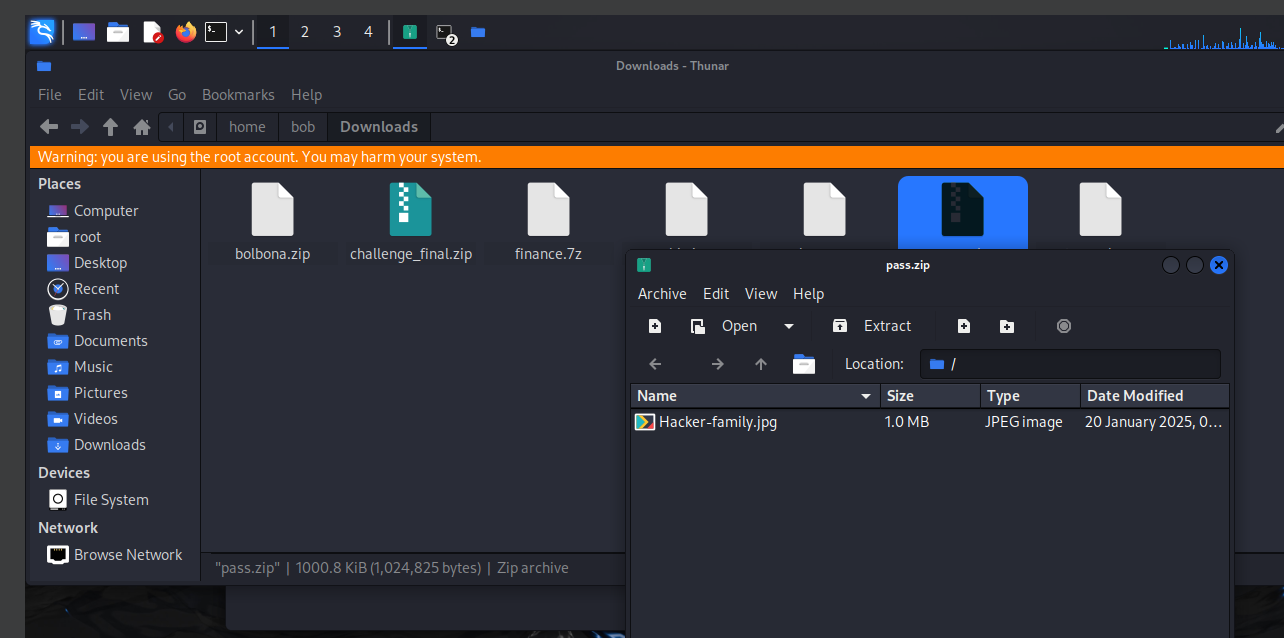 1 2 3 4 2
Downloads - Thunar
File Edit View Go Bookmarks Help
home bob Downloads
Warning: you are using the root account. You may harm your system.
Places
Computer
root
Desktop
Recent
Trash
Documents
Music
Pictures
Videos
Downloads
Devices
File System
Network
Browse Network
bolbona.zip challenge_final.zip finance.7z
"pass.zip" | 1000.8 KiB (1,024,825 bytes) | Zip archive
pass.zip
Archive Edit View Help
Open Extract
Location: /
Name Size Type Date Modified
Hacker-family.jpg 1.0 MB JPEG image 20 January 2025, 0...